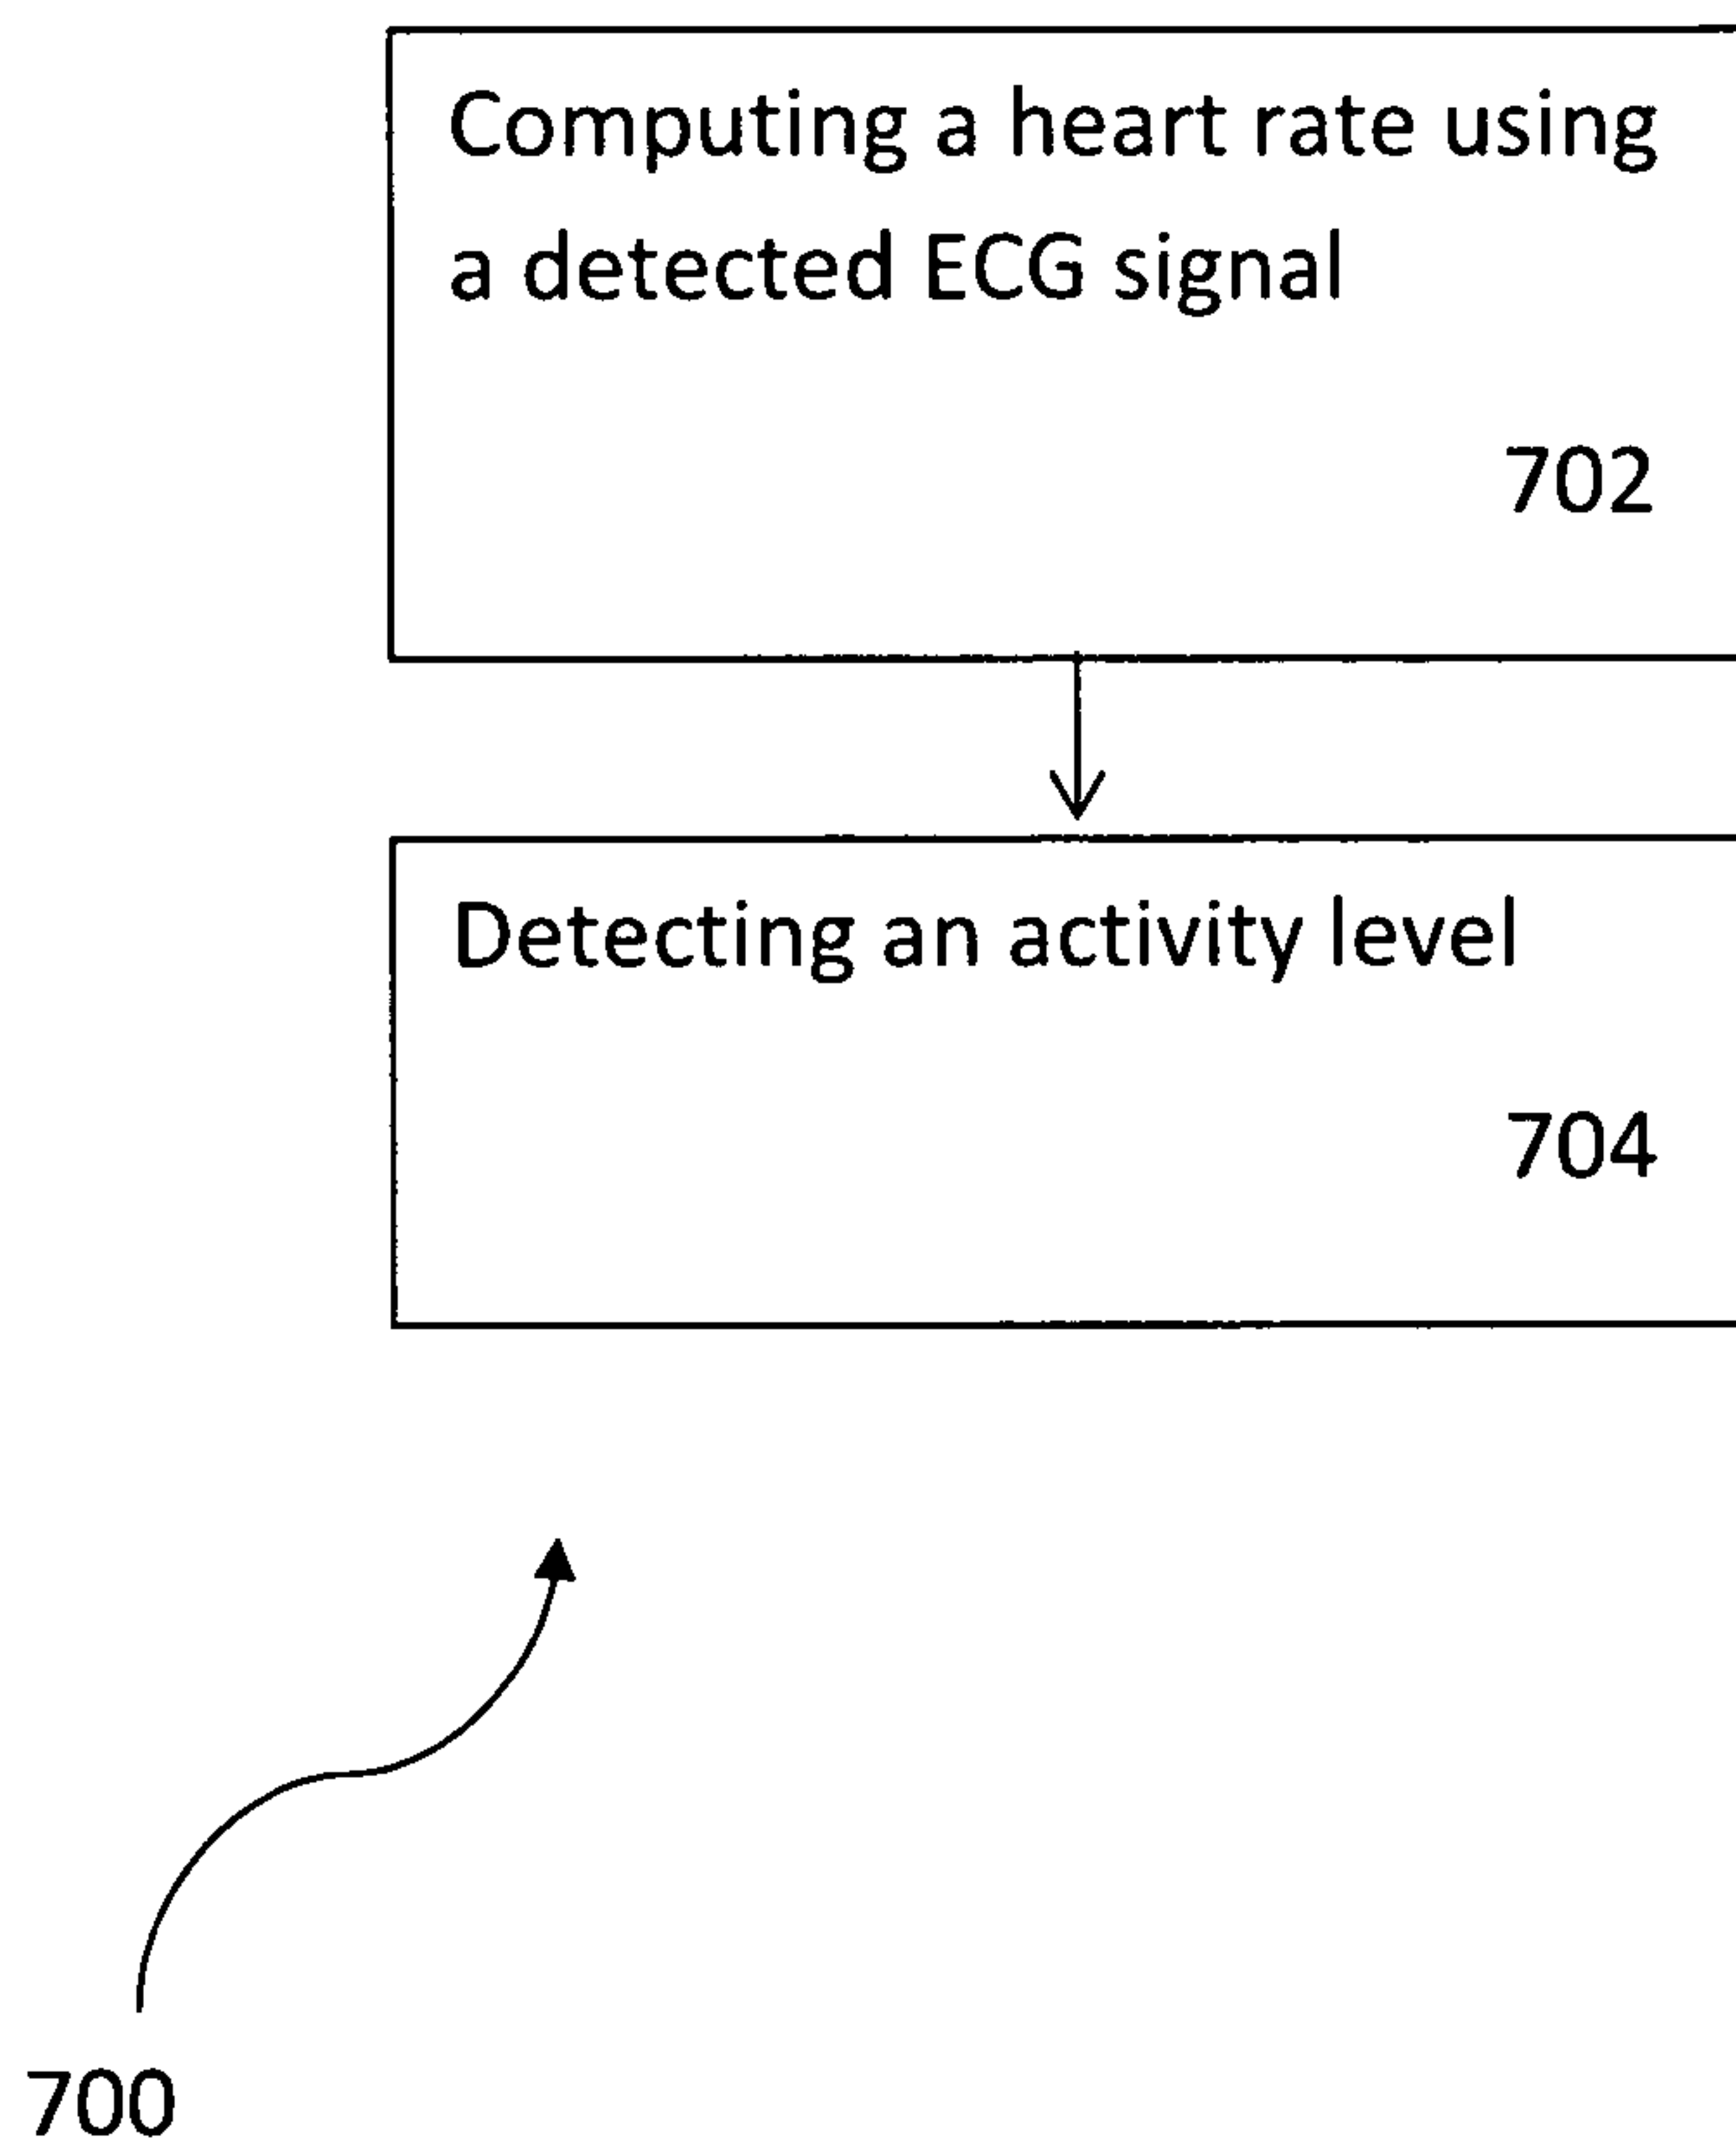 Computing a heart rate using
a detected ECG signal
702
Detecting an activity level
704
700